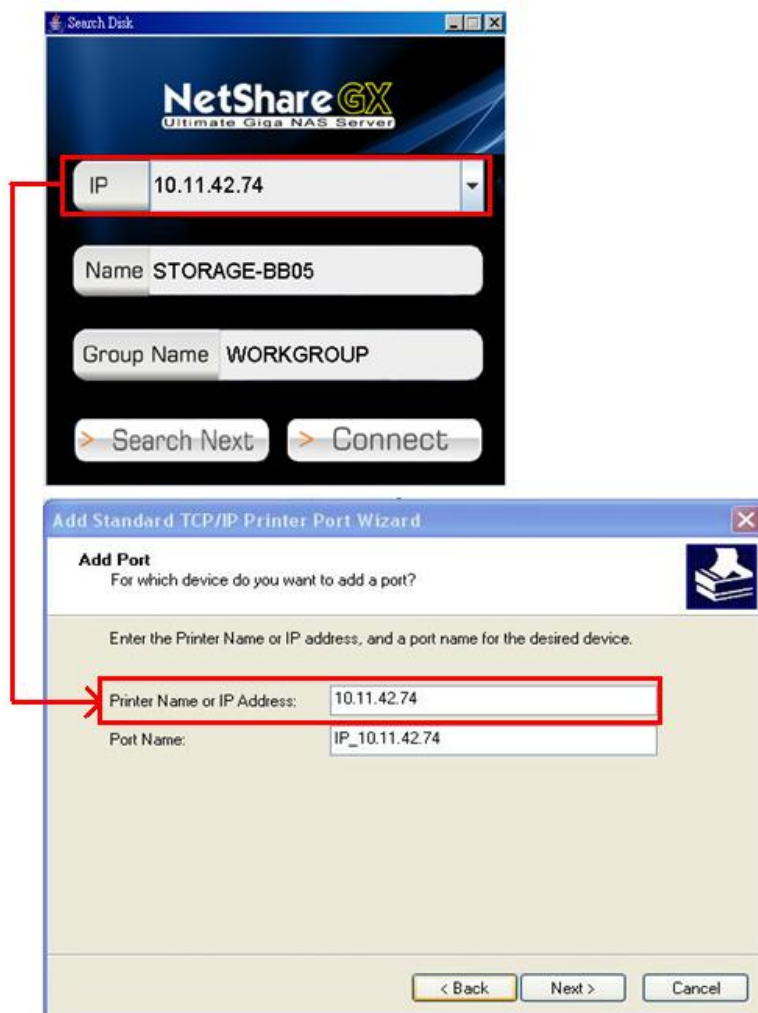 Search Disk
NetShare GX
Ultimate Giga NAS Server
IP 10.11.42.74
Name STORAGE-BB05
Group Name WORKGROUP
> Search Next > Connect
Add Standard TCP/IP Printer Port Wizard
Add Port
For which device do you want to add a port?
Enter the Printer Name or IP address, and a port name for the desired device.
Printer Name or IP Address: 10.11.42.74
Port Name: IP_10.11.42.74
< Back Next > Cancel